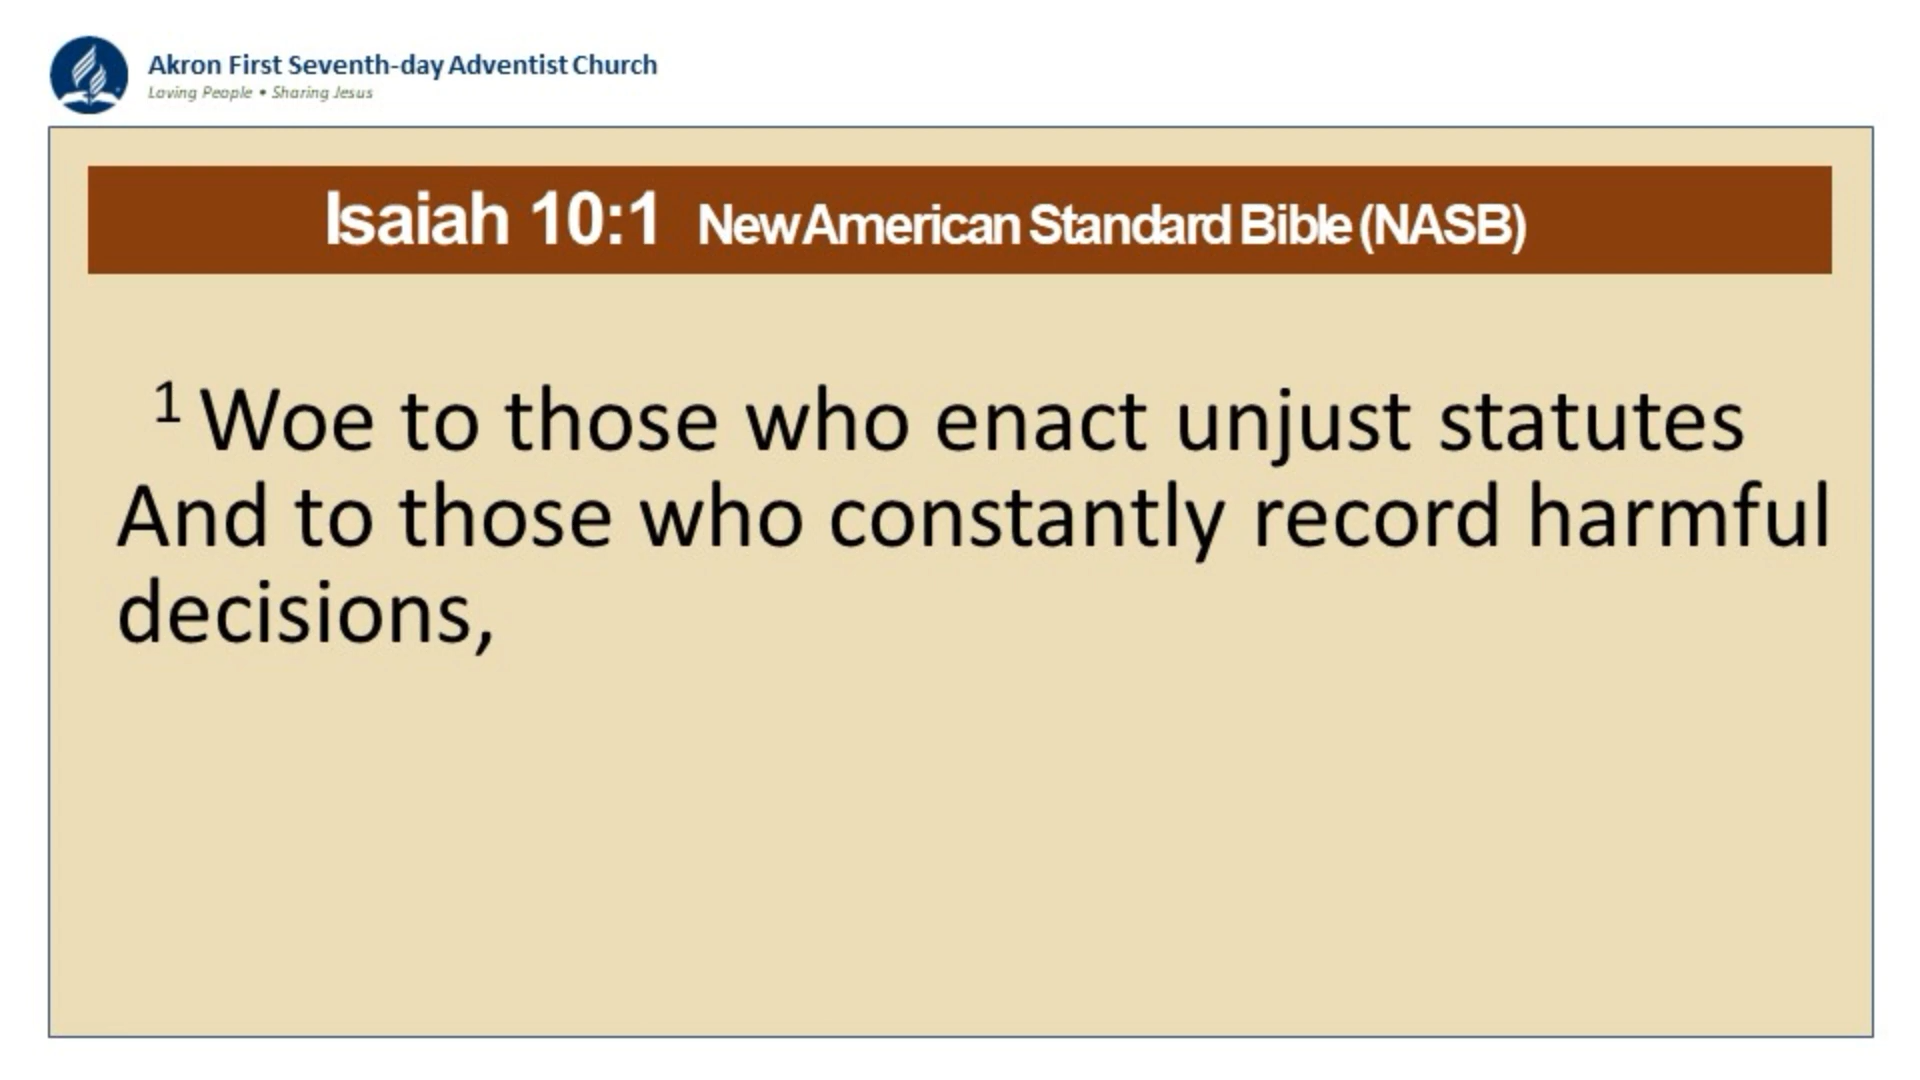 Akron First Seventh-day Adventist Church
Loving People • Sharing Jesus
Isaiah 10:1 New American Standard Bible (NASB)
1 Woe to those who enact unjust statutes
And to those who constantly record harmful
decisions,